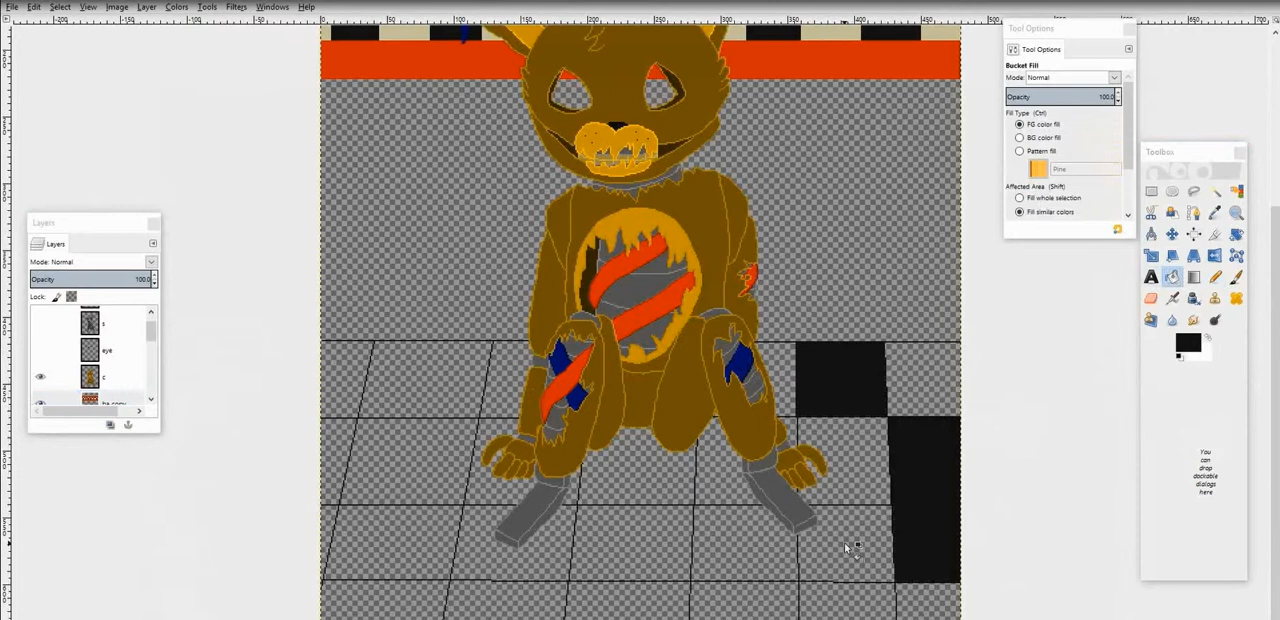 File Edit Select View Image Layer Colors Tools Filters Windows Help
Tool Options
Tool Options
Bucket Fill
Mode: Normal
Opacity 100.0
Fill Type (Ctrl)
FG color fill
BG color fill
Pattern fill
Pine
Affected Area (Shift)
Fill whole selection
Fill similar colors
Toolbox
You
can
drop
dockable
dialogs
here
Layers
Layers
Mode: Normal
Opacity 100.0
Lock:
s
eye
c